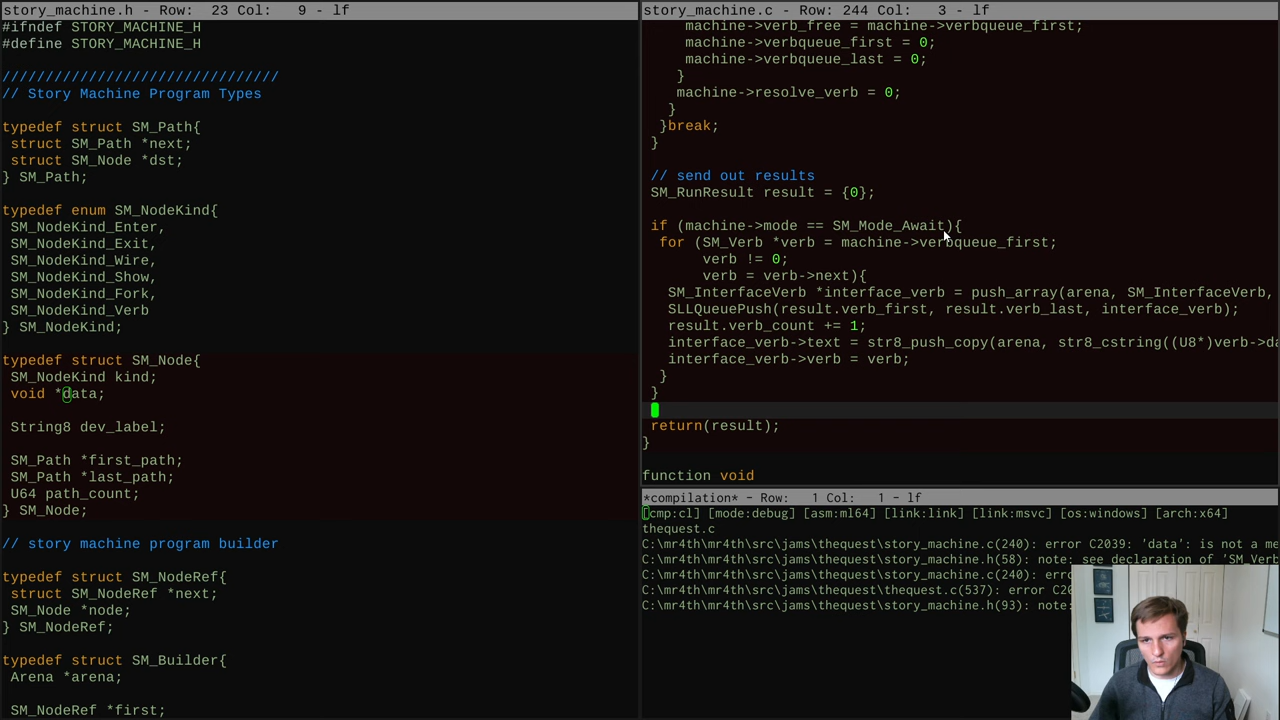 story_machine.h - Row:  23 Col:   9 - lf
#ifndef STORY_MACHINE_H
#define STORY_MACHINE_H
////////////////////////////////
// Story Machine Program Types
typedef struct SM_Path{
 struct SM_Path *next;
 struct SM_Node *dst;
} SM_Path;
typedef enum SM_NodeKind{
 SM_NodeKind_Enter,
 SM_NodeKind_Exit,
 SM_NodeKind_Wire,
 SM_NodeKind_Show,
 SM_NodeKind_Fork,
 SM_NodeKind_Verb
} SM_NodeKind;
typedef struct SM_Node{
 SM_NodeKind kind;
 void *data;
 String8 dev_label;
 SM_Path *first_path;
 SM_Path *last_path;
 U64 path_count;
} SM_Node;
// story machine program builder
typedef struct SM_NodeRef{
 struct SM_NodeRef *next;
 SM_Node *node;
} SM_NodeRef;
typedef struct SM_Builder{
 Arena *arena;
 SM_NodeRef *first;
story_machine.c - Row: 244 Col:   3 - lf
     machine->verb_free = machine->verbqueue_first;
     machine->verbqueue_first = 0;
     machine->verbqueue_last = 0;
    }
    machine->resolve_verb = 0;
   }
  }break;
 }
 // send out results
 SM_RunResult result = {0};
 if (machine->mode == SM_Mode_Await){
  for (SM_Verb *verb = machine->verbqueue_first;
       verb != 0;
       verb = verb->next){
   SM_InterfaceVerb *interface_verb = push_array(arena, SM_InterfaceVerb,
   SLLQueuePush(result.verb_first, result.verb_last, interface_verb);
   result.verb_count += 1;
   interface_verb->text = str8_push_copy(arena, str8_cstring((U8*)verb->da
   interface_verb->verb = verb;
  }
 }
 return(result);
}
function void
*compilation* - Row:   1 Col:   1 - lf
[cmp:cl] [mode:debug] [asm:ml64] [link:link] [link:msvc] [os:windows] [arch:x64]
thequest.c
C:\mr4th\mr4th\src\jams\thequest\story_machine.c(240): error C2039: 'data': is not a me
C:\mr4th\mr4th\src\jams\thequest\story_machine.h(58): note: see declaration of 'SM_Verb
C:\mr4th\mr4th\src\jams\thequest\story_machine.c(240): erro
C:\mr4th\mr4th\src\jams\thequest\thequest.c(537): error C20
C:\mr4th\mr4th\src\jams\thequest\story_machine.h(93): note: